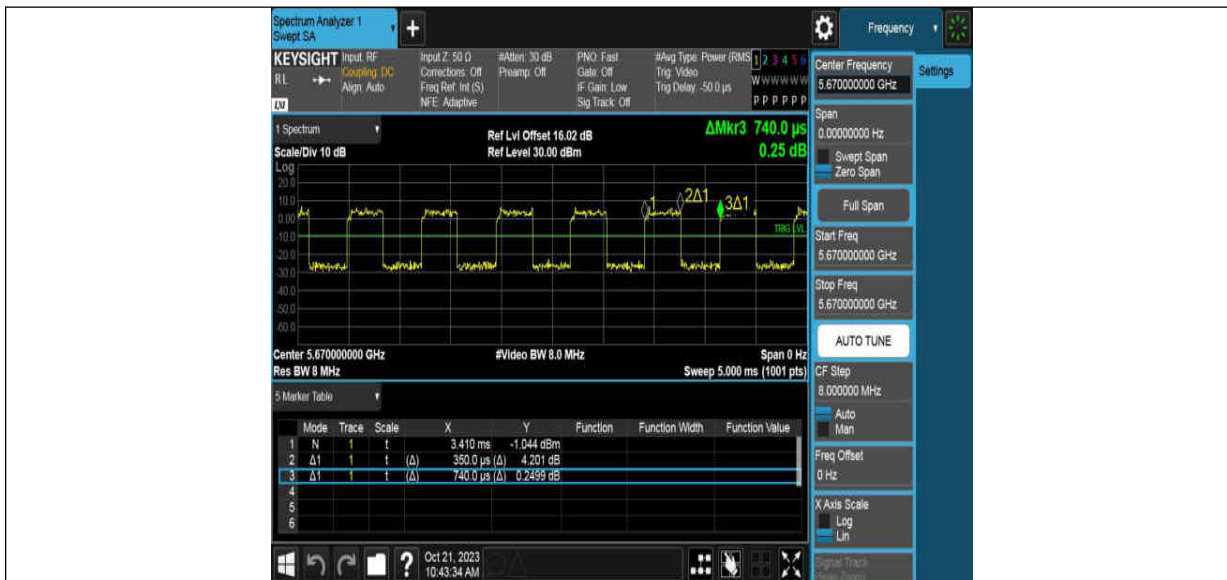 Spectrum Analyzer 1
Swept SA
+
Frequency
KEYSIGHT Input: RF Input Z: 50 Ω #Atten: 30 dB PNO: Fast #Avg Type: Power (RMS 1 2 3 4 5 6
RL Coupling: DC Corrections: Off Preamp: Off Gate: Off Trig: Video W W W W W W
Align: Auto Freq Ref: Int (S) IF Gain: Low Trig Delay: -50.0 µs
LXI NFE: Adaptive Sig Track: Off P P P P P P
Center Frequency
5.670000000 GHz
Settings
Span
0.00000000 Hz
Swept Span
Zero Span
Full Span
Start Freq
5.670000000 GHz
Stop Freq
5.670000000 GHz
AUTO TUNE
CF Step
8.000000 MHz
Auto
Man
Freq Offset
0 Hz
X Axis Scale
Log
Lin
Signal Track
1 Spectrum
Ref Lvl Offset 16.02 dB
ΔMkr3 740.0 µs
Scale/Div 10 dB
Ref Level 30.00 dBm
0.25 dB
Log
20.0
10.0
0.00
-10.0
-20.0
-30.0
-40.0
-50.0
-60.0
1
2Δ1
3Δ1
TRIG LVL
Center 5.670000000 GHz #Video BW 8.0 MHz Span 0 Hz
Res BW 8 MHz Sweep 5.000 ms (1001 pts)
5 Marker Table
Mode Trace Scale X Y Function Function Width Function Value
1 N 1 t 3.410 ms -1.044 dBm
2 Δ1 1 t (Δ) 350.0 µs (Δ) 4.201 dB
3 Δ1 1 t (Δ) 740.0 µs (Δ) 0.2499 dB
4
5
6
?
Oct 21, 2023
10:43:34 AM